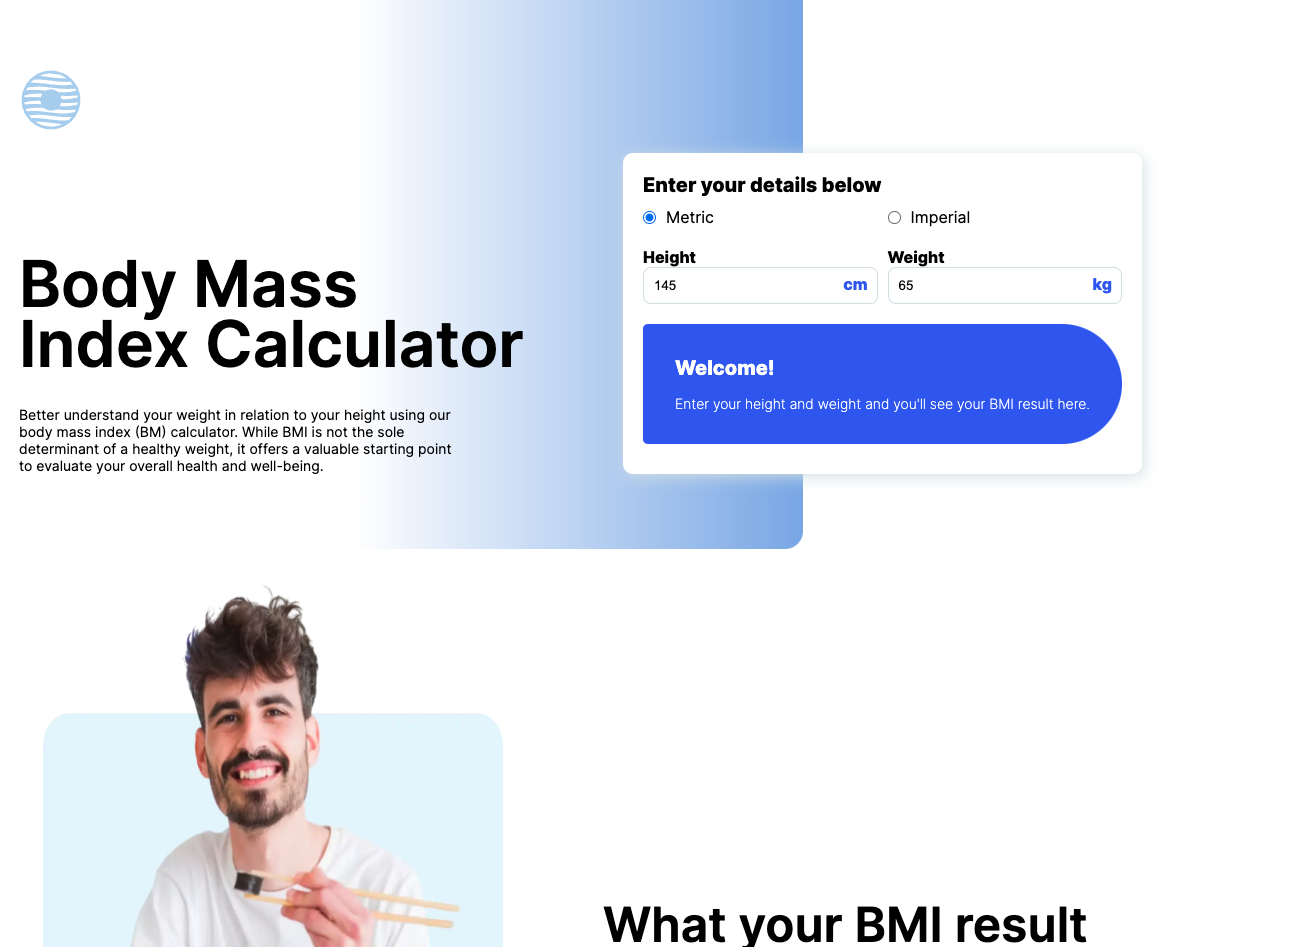 Enter your details below
Metric
Imperial
Height
Weight
145
cm
65
kg
Welcome!
Enter your height and weight and you'll see your BMI result here.
Body Mass
Index Calculator
Better understand your weight in relation to your height using our
body mass index (BM) calculator. While BMI is not the sole
determinant of a healthy weight, it offers a valuable starting point
to evaluate your overall health and well-being.
What your BMI result